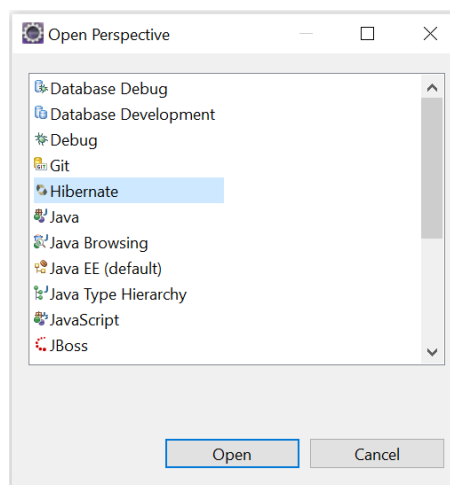 Open Perspective
Database Debug
Database Development
Debug
Git
Hibernate
Java
Java Browsing
Java EE (default)
Java Type Hierarchy
JavaScript
JBoss
Open Cancel